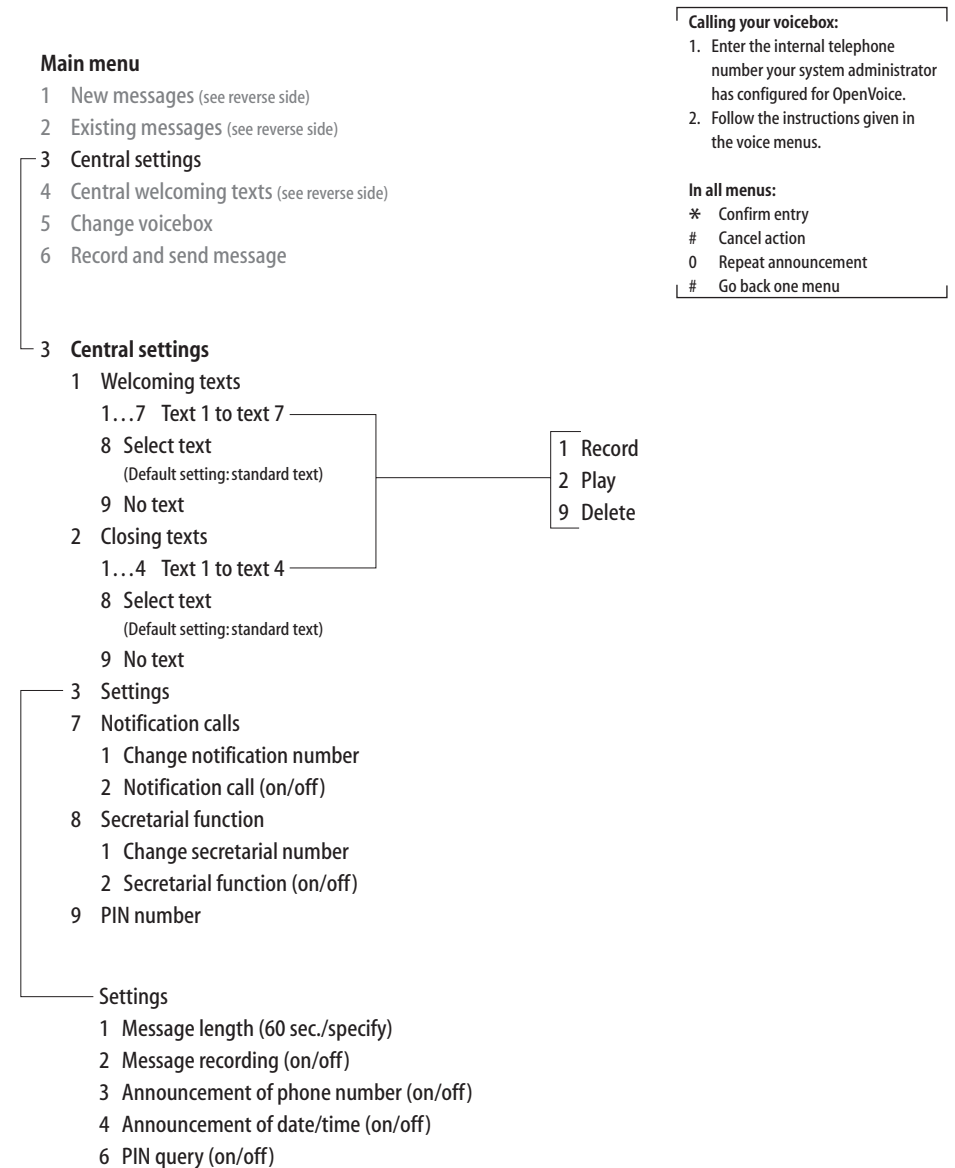 Main menu
1 New messages (see reverse side)
2 Existing messages (see reverse side)
3 Central settings
4 Central welcoming texts (see reverse side)
5 Change voicebox
6 Record and send message
Calling your voicebox:
1. Enter the internal telephone
number your system administrator
has configured for OpenVoice.
2. Follow the instructions given in
the voice menus.
In all menus:
* Confirm entry
# Cancel action
0 Repeat announcement
# Go back one menu
3 Central settings
1 Welcoming texts
1...7 Text 1 to text 7
8 Select text
(Default setting: standard text)
9 No text
2 Closing texts
1...4 Text 1 to text 4
8 Select text
(Default setting: standard text)
9 No text
1 Record
2 Play
9 Delete
3 Settings
7 Notification calls
1 Change notification number
2 Notification call (on/off)
8 Secretarial function
1 Change secretarial number
2 Secretarial function (on/off)
9 PIN number
Settings
1 Message length (60 sec./specify)
2 Message recording (on/off)
3 Announcement of phone number (on/off)
4 Announcement of date/time (on/off)
6 PIN query (on/off)